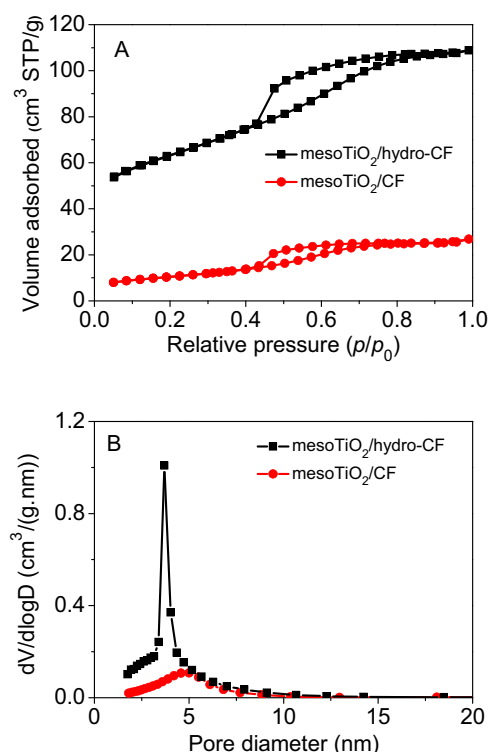 A
Volume adsorbed (cm³ STP/g)
120
100
80
60
40
20
0
mesoTiO₂/hydro-CF
mesoTiO₂/CF
0.0 0.2 0.4 0.6 0.8 1.0
Relative pressure (p/p₀)
B
dV/dlogD (cm³/(g.nm))
1.2
0.8
0.4
0.0
mesoTiO₂/hydro-CF
mesoTiO₂/CF
0 5 10 15 20
Pore diameter (nm)